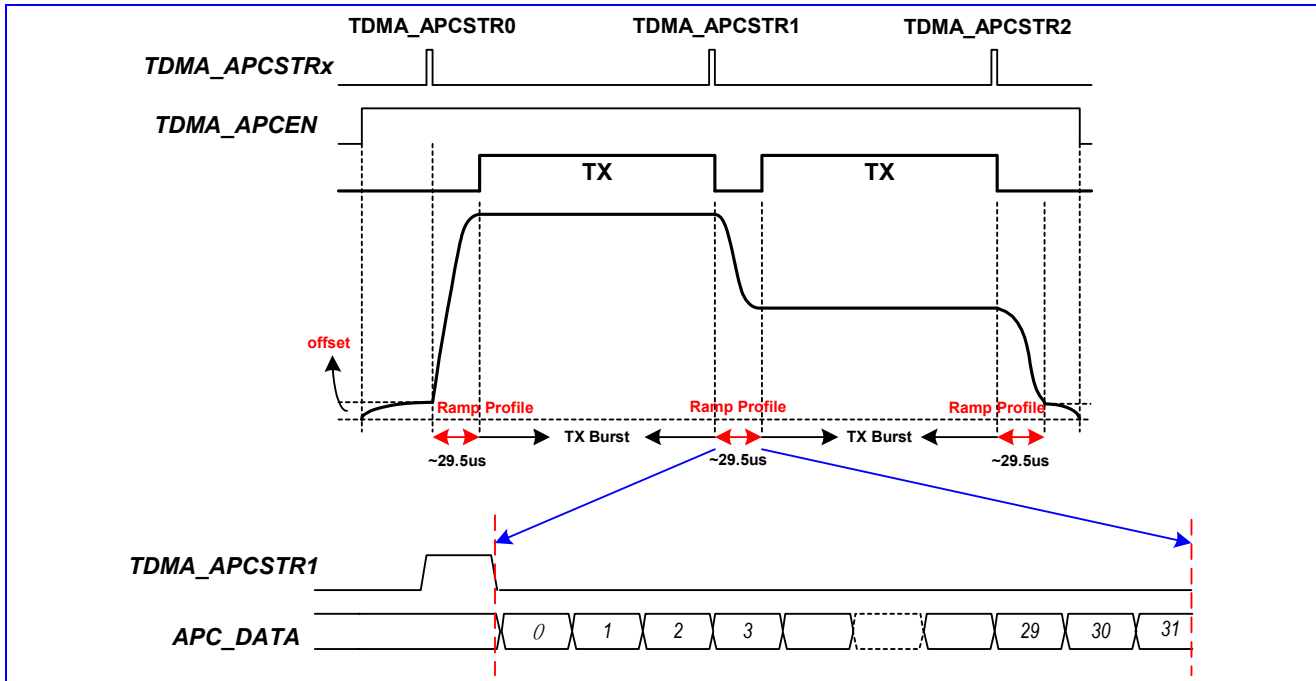 TDMA_APCSTR0 TDMA_APCSTR1 TDMA_APCSTR2
TDMA_APCSTRx
TDMA_APCEN
TX TX
offset
Ramp Profile Ramp Profile Ramp Profile
TX Burst TX Burst
~29.5us ~29.5us ~29.5us
TDMA_APCSTR1
APC_DATA 0 1 2 3 29 30 31